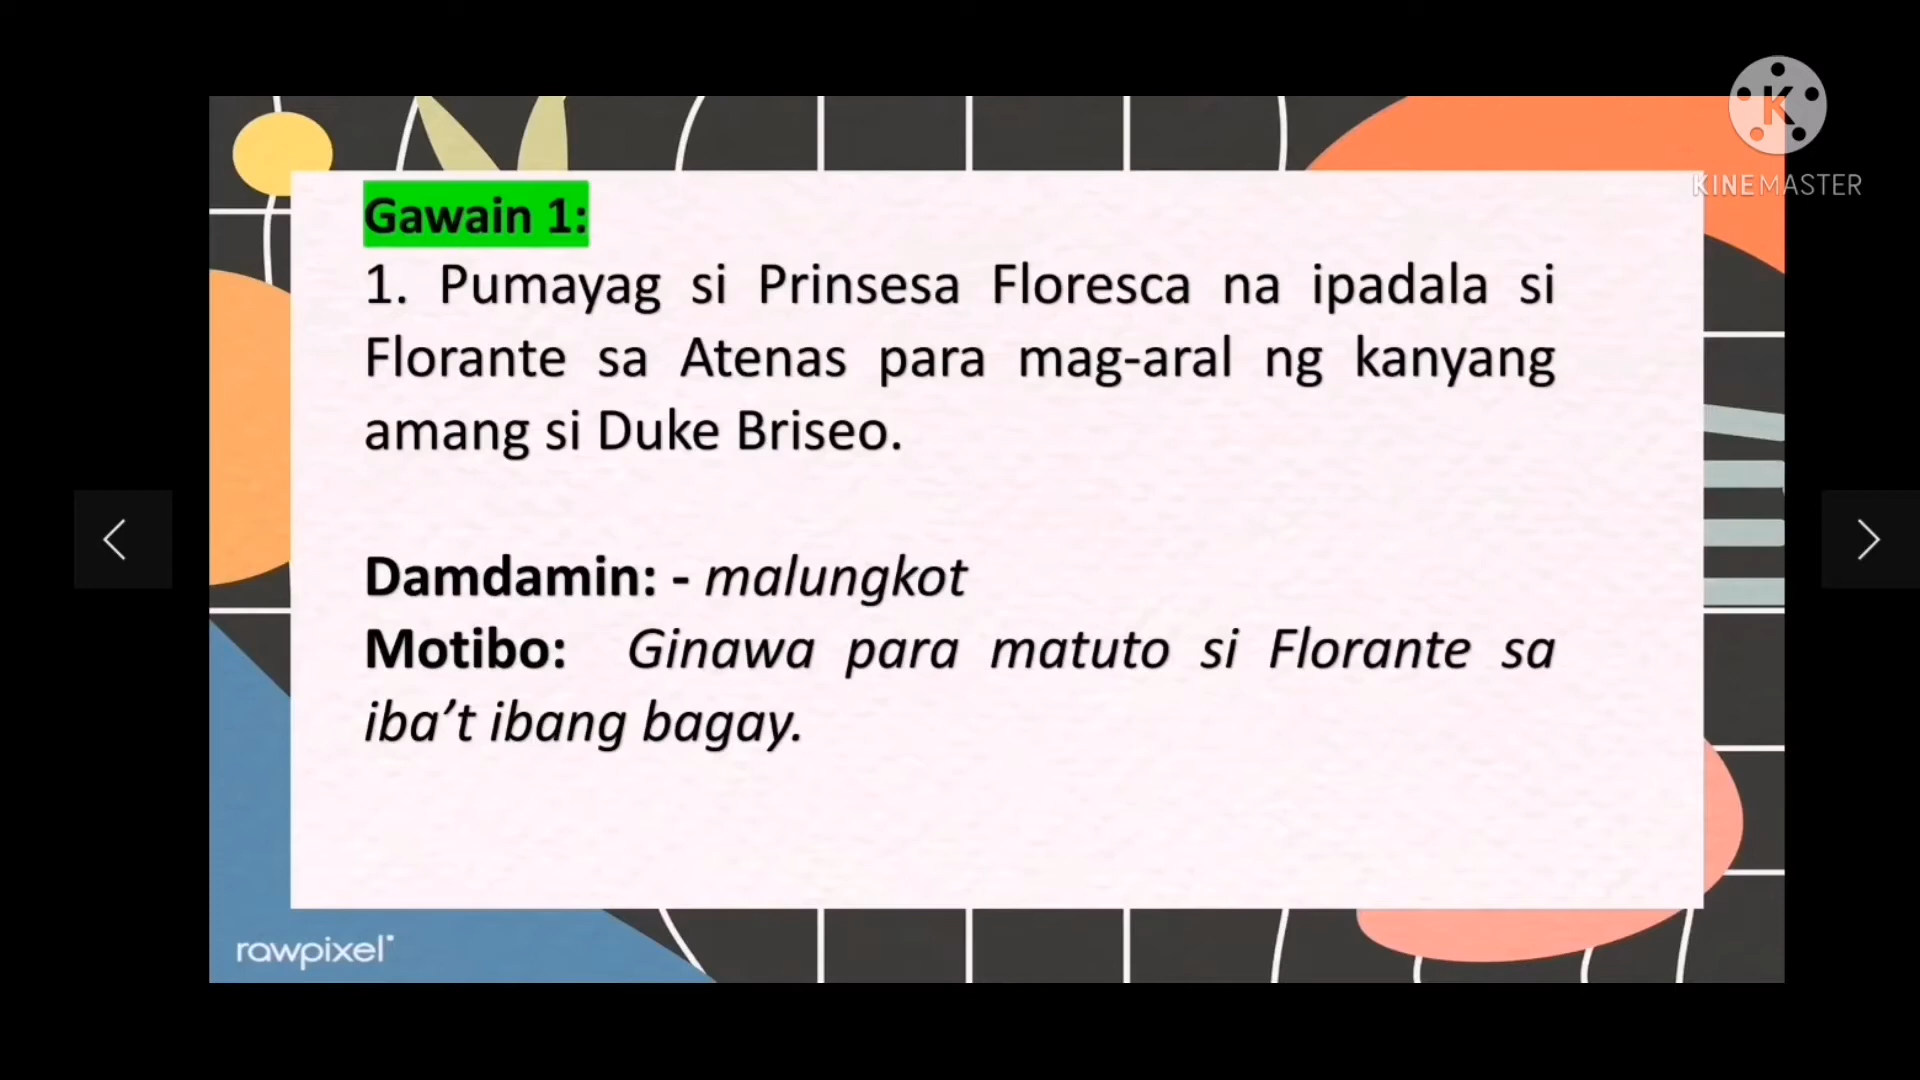 K
KINEMASTER
Gawain 1:
1. Pumayag si Prinsesa Floresca na ipadala si
Florante sa Atenas para mag-aral ng kanyang
amang si Duke Briseo.
Damdamin: - malungkot
Motibo: Ginawa para matuto si Florante sa
iba’t ibang bagay.
rawpixel